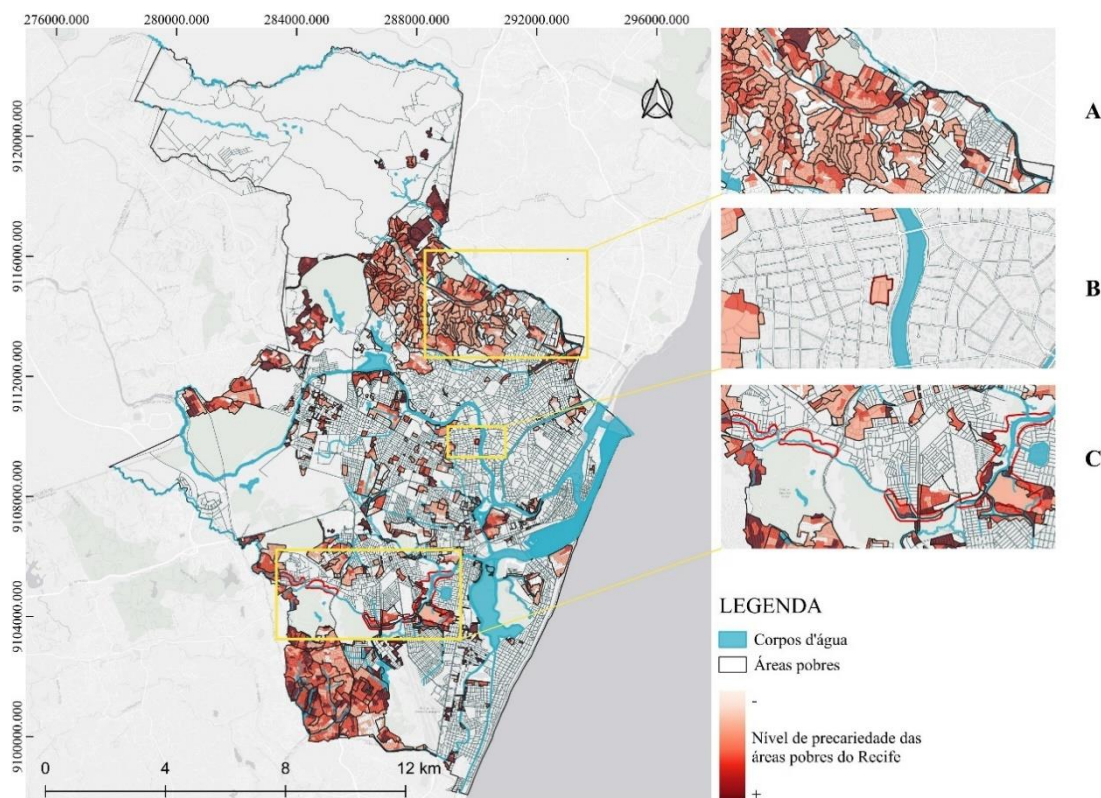 276000.000 280000.000 284000.000 288000.000 292000.000 296000.000
9120000.000
9116000.000
9112000.000
9108000.000
9104000.000
9100000.000
0 4 8 12 km
A
B
C
LEGENDA
Corpos d'água
Áreas pobres
-
Nível de precariedade das
áreas pobres do Recife
+